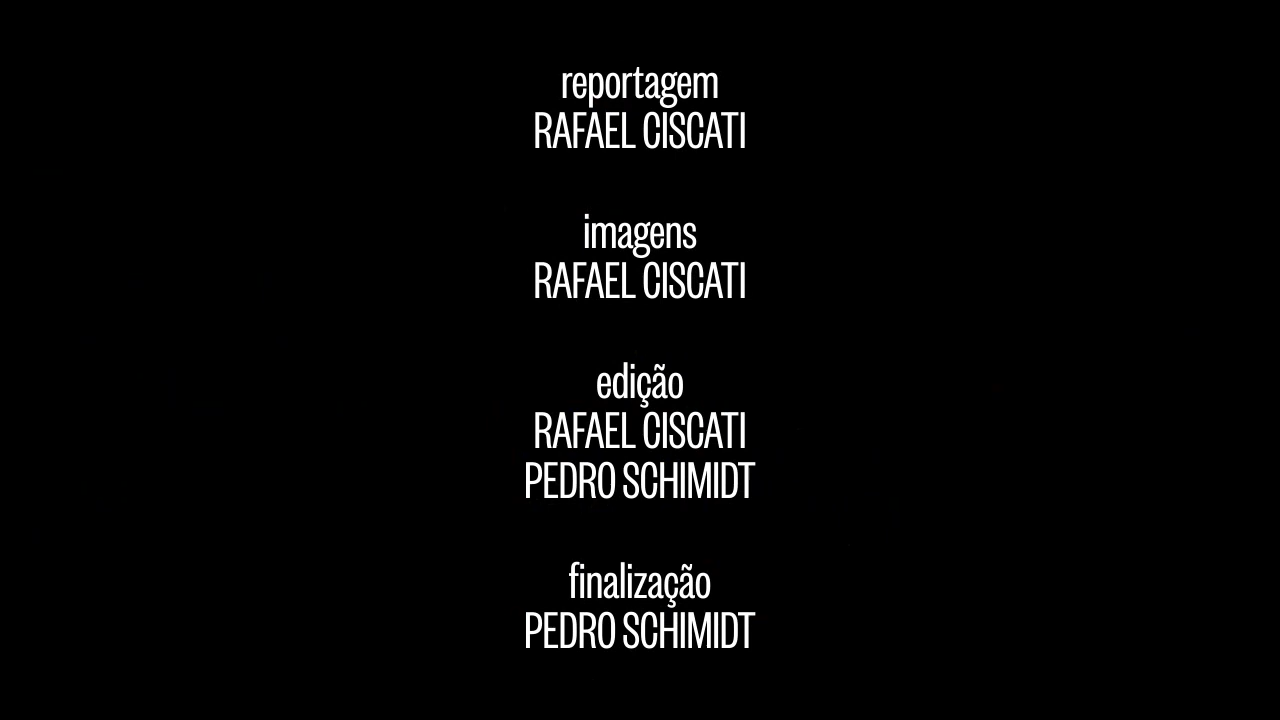 reportagem
RAFAEL CISCATI
imagens
RAFAEL CISCATI
edição
RAFAEL CISCATI
PEDRO SCHIMIDT
finalização
PEDRO SCHIMIDT